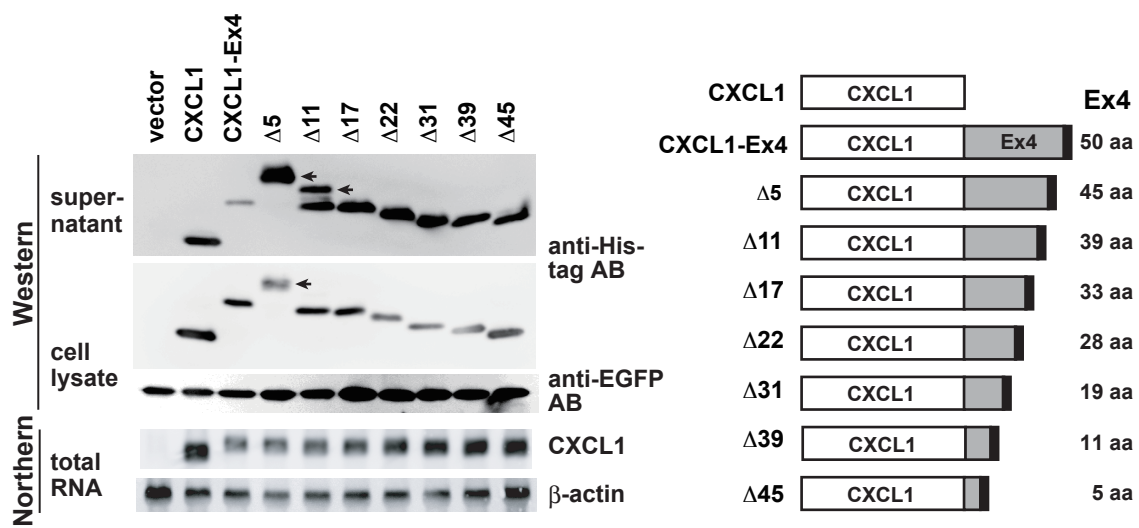 vector
CXCL1
CXCL1-Ex4
Δ5
Δ11
Δ17
Δ22
Δ31
Δ39
Δ45
Western
super-
natant
cell
lysate
anti-His-
tag AB
anti-EGFP
AB
Northern
total
RNA
CXCL1
β-actin
Ex4
CXCL1 CXCL1
CXCL1-Ex4 CXCL1 Ex4 50 aa
Δ5 CXCL1 45 aa
Δ11 CXCL1 39 aa
Δ17 CXCL1 33 aa
Δ22 CXCL1 28 aa
Δ31 CXCL1 19 aa
Δ39 CXCL1 11 aa
Δ45 CXCL1 5 aa